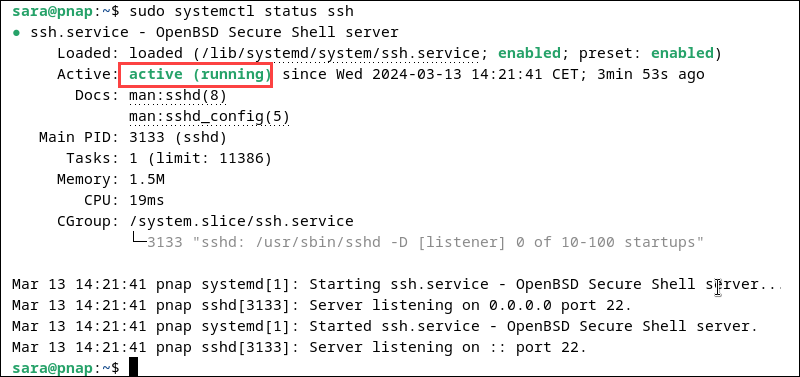 sara@pnap:~$ sudo systemctl status ssh
● ssh.service - OpenBSD Secure Shell server
Loaded: loaded (/lib/systemd/system/ssh.service; enabled; preset: enabled)
Active: active (running) since Wed 2024-03-13 14:21:41 CET; 3min 53s ago
Docs: man:sshd(8)
man:sshd_config(5)
Main PID: 3133 (sshd)
Tasks: 1 (limit: 11386)
Memory: 1.5M
CPU: 19ms
CGroup: /system.slice/ssh.service
└─3133 "sshd: /usr/sbin/sshd -D [listener] 0 of 10-100 startups"
Mar 13 14:21:41 pnap systemd[1]: Starting ssh.service - OpenBSD Secure Shell server...
Mar 13 14:21:41 pnap sshd[3133]: Server listening on 0.0.0.0 port 22.
Mar 13 14:21:41 pnap systemd[1]: Started ssh.service - OpenBSD Secure Shell server.
Mar 13 14:21:41 pnap sshd[3133]: Server listening on :: port 22.
sara@pnap:~$